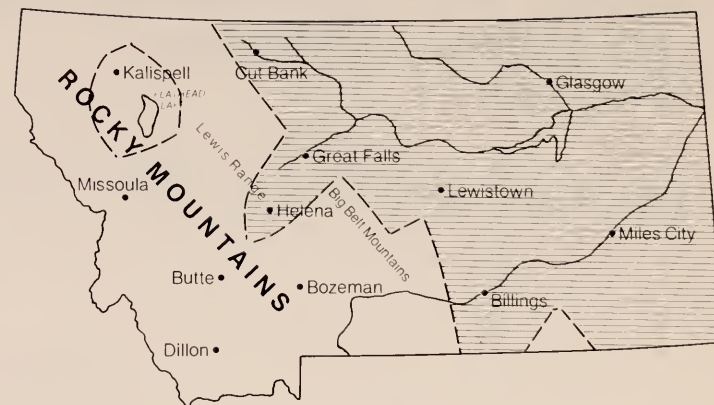 Kalispell
Cut Bank
Glasgow
ROCKY MOUNTAINS
Lewis Range
Great Falls
Missoula
Lewistown
Helena
Big Belt Mountains
Miles City
Butte
Bozeman
Billings
Dillon